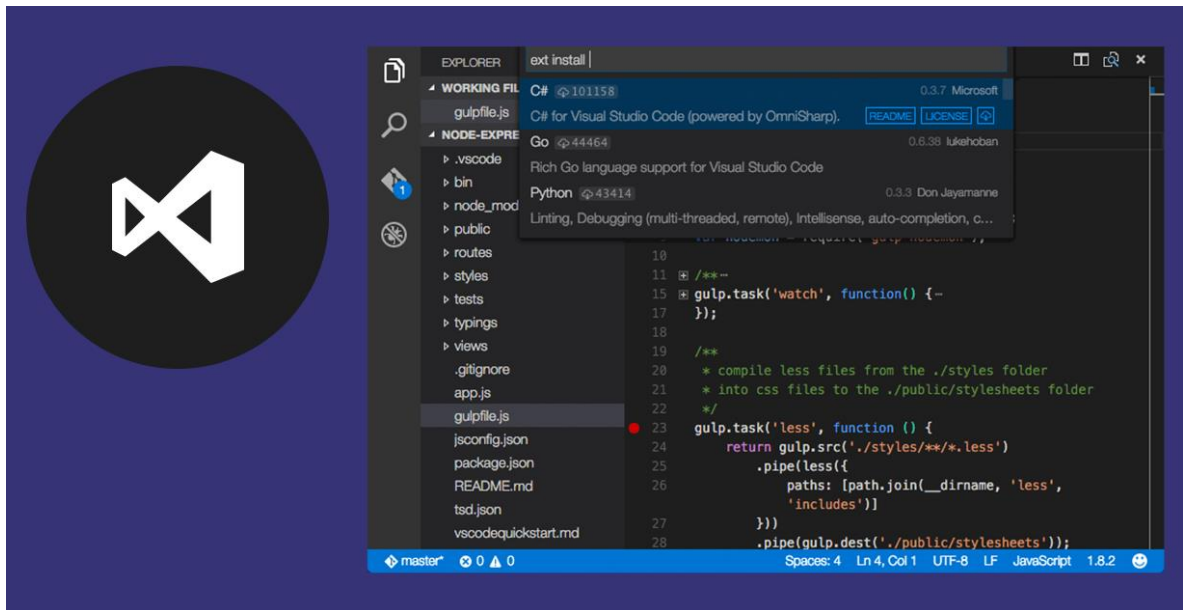 EXPLORER
ext install
WORKING FIL
gulpfile.js
NODE-EXPRE
.vscode
bin
node_mod
public
routes
styles
tests
typings
views
.gitignore
app.js
gulpfile.js
jsconfig.json
package.json
README.md
tsd.json
vscodequickstart.md
1
C# 101158 0.3.7 Microsoft
C# for Visual Studio Code (powered by OmniSharp). README LICENSE
Go 44464 0.6.38 lukehoban
Rich Go language support for Visual Studio Code
Python 43414 0.3.3 Don Jayamanne
Linting, Debugging (multi-threaded, remote), Intellisense, auto-completion, c...
10
11 /**…
15 gulp.task('watch', function() {…
17 });
18
19 /**
20 * compile less files from the ./styles folder
21 * into css files to the ./public/stylesheets folder
22 */
23 gulp.task('less', function () {
24 return gulp.src('./styles/**/*.less')
25 .pipe(less({
26 paths: [path.join(__dirname, 'less',
'includes')]
27 }))
28 .pipe(gulp.dest('./public/stylesheets'));
master* 0 0 Spaces: 4 Ln 4, Col 1 UTF-8 LF JavaScript 1.8.2